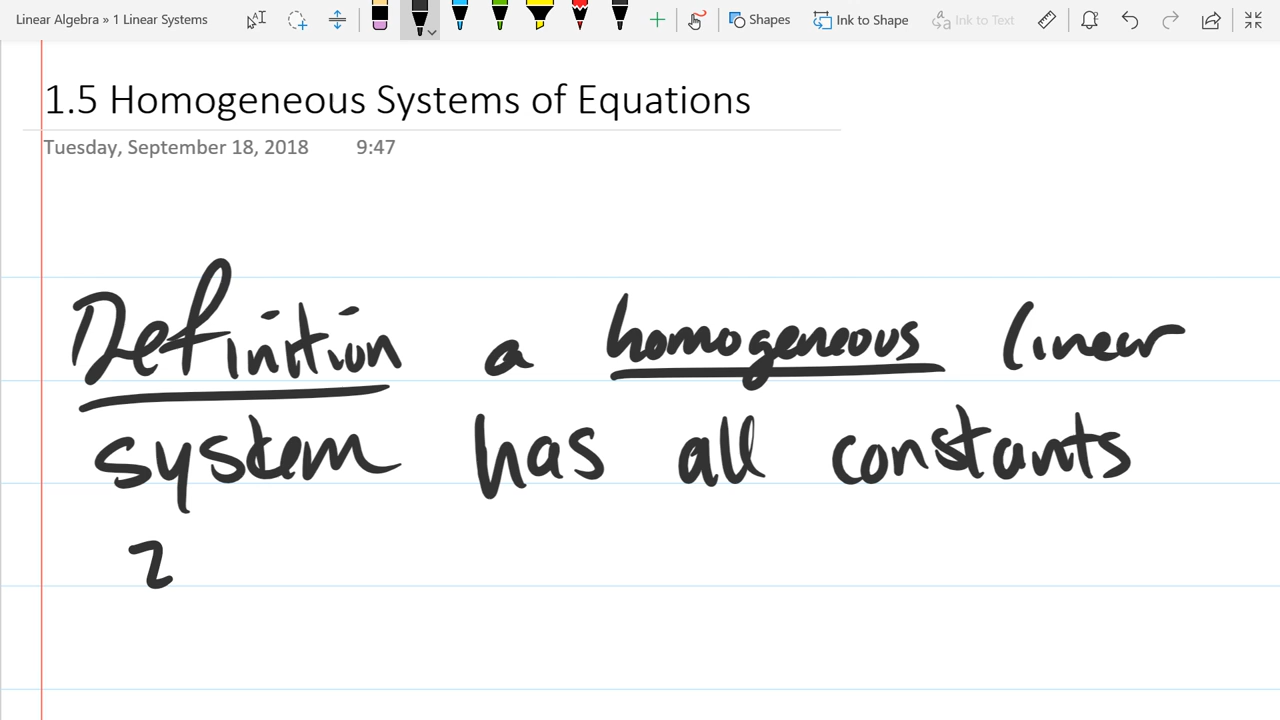 Linear Algebra » 1 Linear Systems
Shapes
Ink to Shape
Ink to Text
1.5 Homogeneous Systems of Equations
Tuesday, September 18, 2018 9:47
Definition a homogeneous linear
system has all constants
z